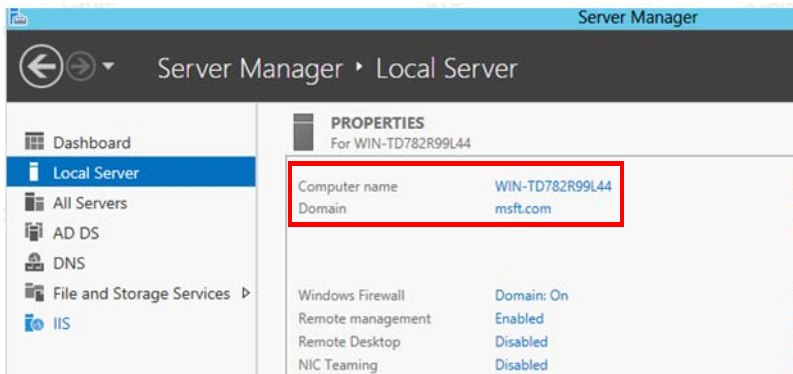 Server Manager
Server Manager ‣ Local Server
Dashboard
Local Server
All Servers
AD DS
DNS
File and Storage Services
IIS
PROPERTIES
For WIN-TD782R99L44
Computer name WIN-TD782R99L44
Domain msft.com
Windows Firewall Domain: On
Remote management Enabled
Remote Desktop Disabled
NIC Teaming Disabled